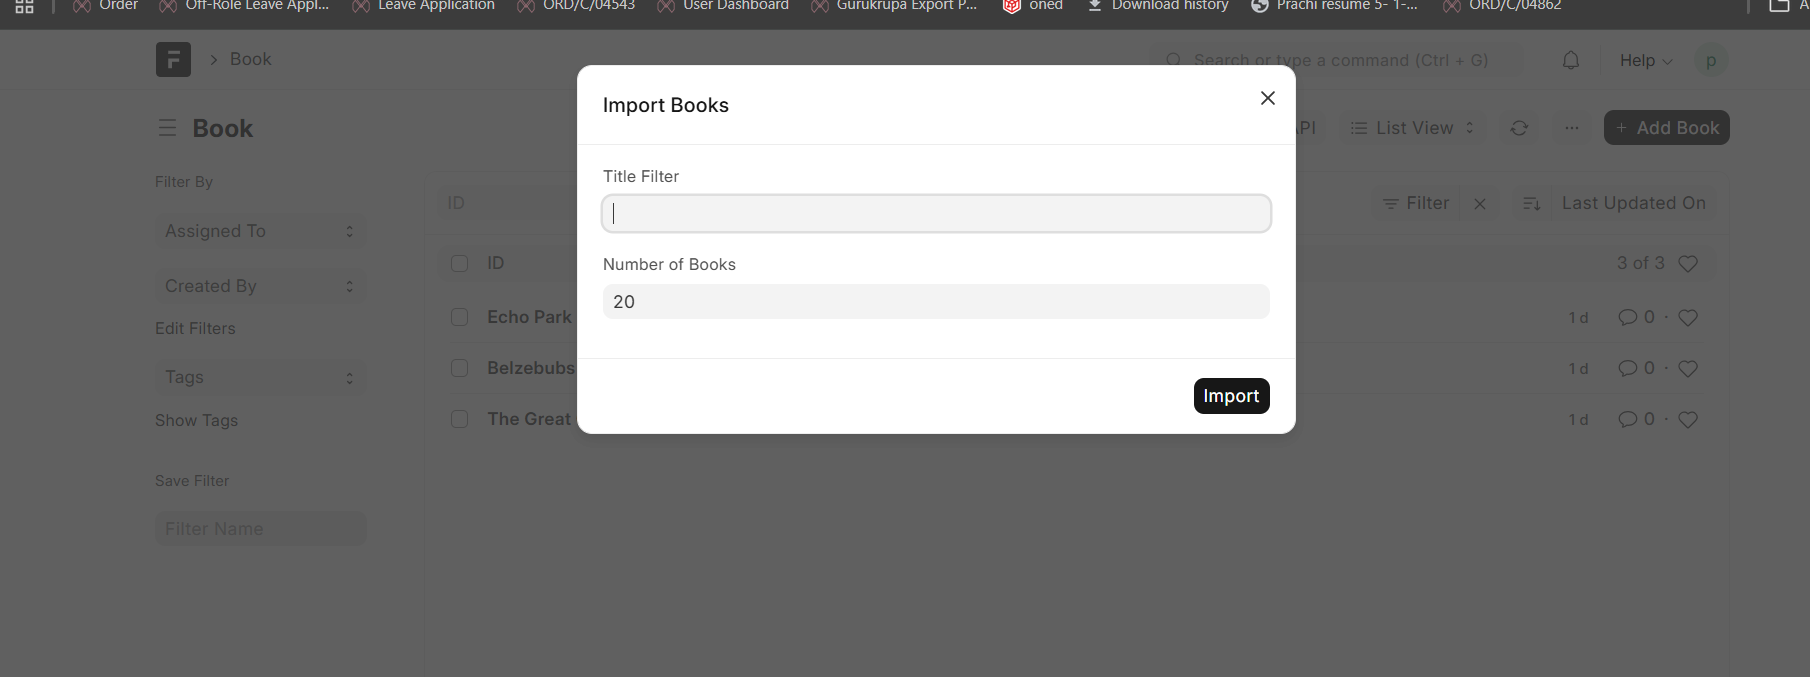 Order
Off-Role Leave Appl...
Leave Application
ORD/C/04543
User Dashboard
Gurukrupa Export P...
oned
Download history
Prachi resume 5- 1-...
ORD/C/04862
A
F
Book
Search or type a command (Ctrl + G)
Help
p
Book
API
List View
+ Add Book
Import Books
Title Filter
Number of Books
20
Import
Filter By
Assigned To
Created By
Edit Filters
Tags
Show Tags
Save Filter
Filter Name
ID
Filter
Last Updated On
ID
3 of 3
Echo Park
1 d
0 ·
Belzebubs
1 d
0 ·
The Great
1 d
0 ·